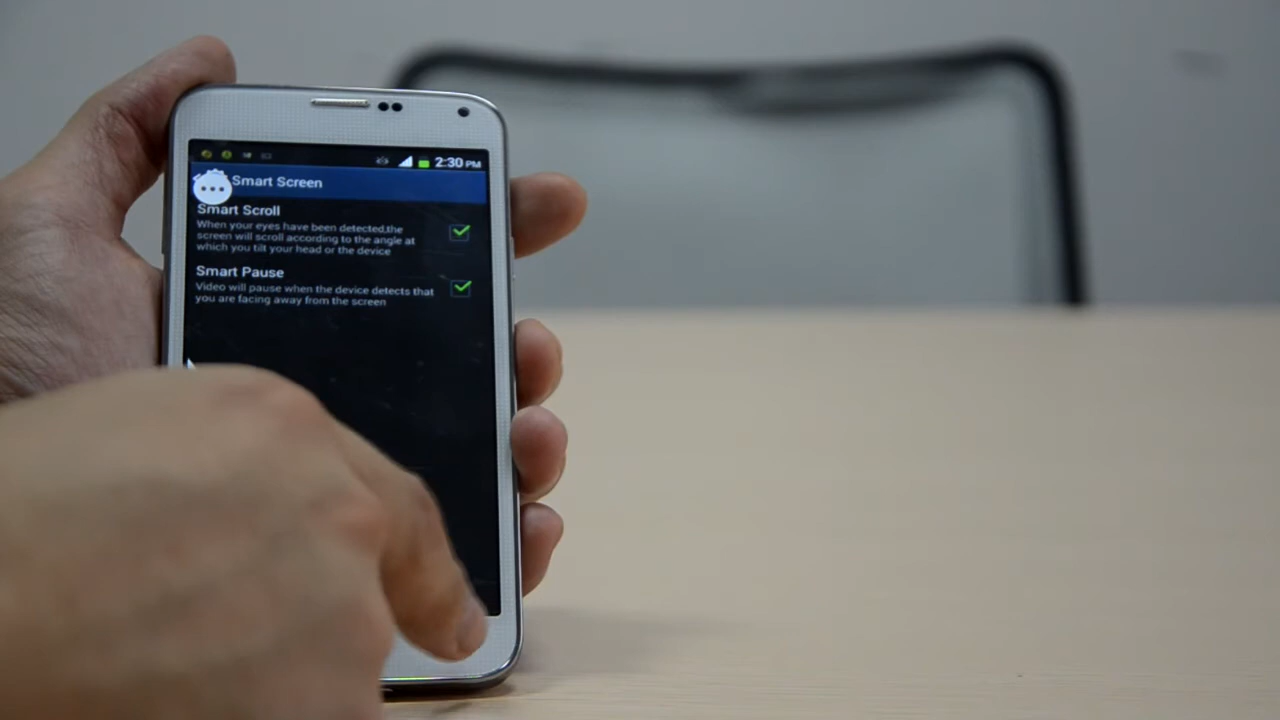 2:30 PM
Smart Screen
Smart Scroll
When your eyes have been detected,the
screen will scroll according to the angle at
which you tilt your head or the device
Smart Pause
Video will pause when the device detects that
you are facing away from the screen